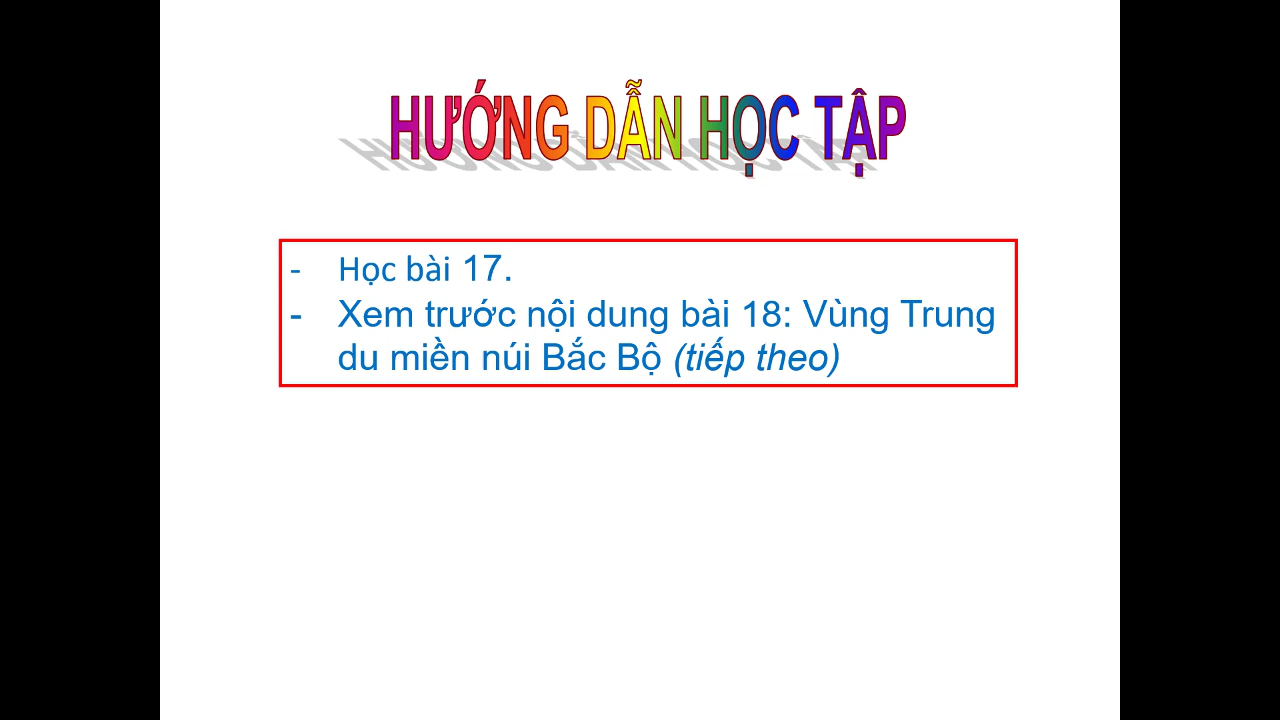 HƯỚNG DẪN HỌC TẬP
- Học bài 17.
- Xem trước nội dung bài 18: Vùng Trung
du miền núi Bắc Bộ (tiếp theo)